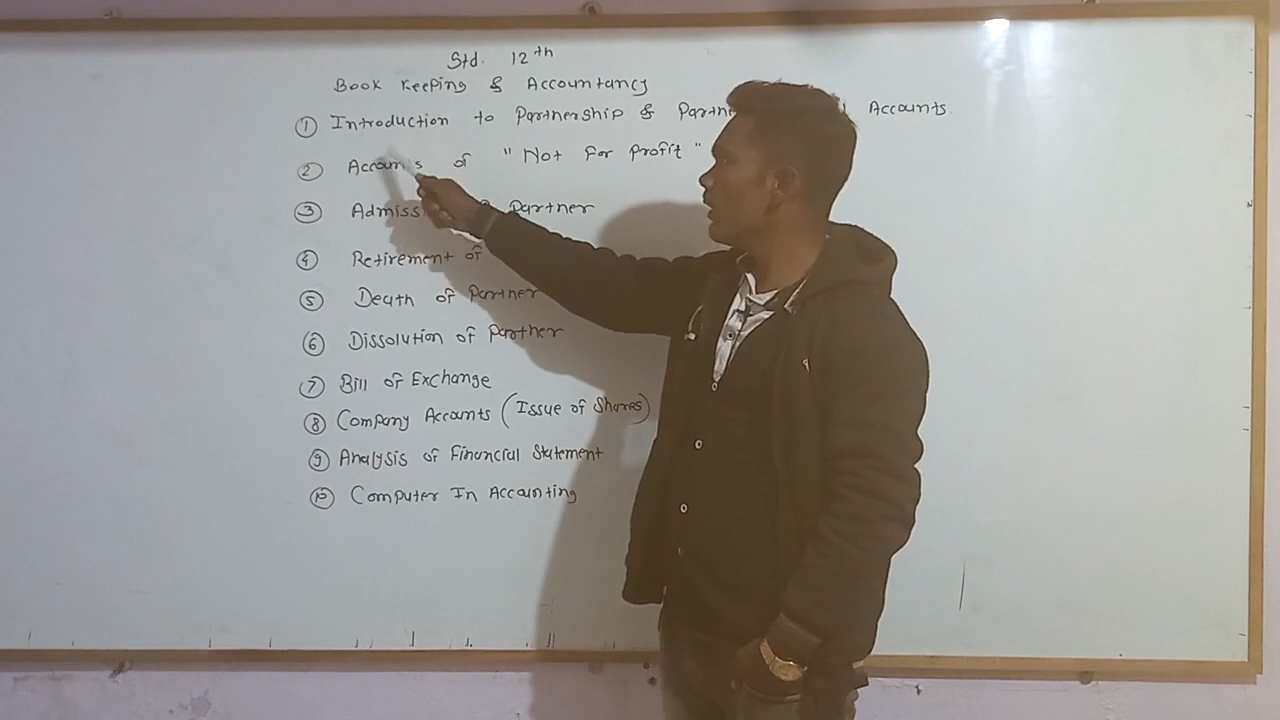 Std. 12th
Book Keeping & Accountancy
① Introduction to Partnership & Accounts
② of "Not For Profit"
③ Partner
④ Retirement of
⑤ Death of Partner
⑥ Dissolution of Partner
⑦ Bill of Exchange
⑧ Company Accounts (Issue of Shares)
⑨ Analysis of Financial Statement
⑩ Computer In Accounting